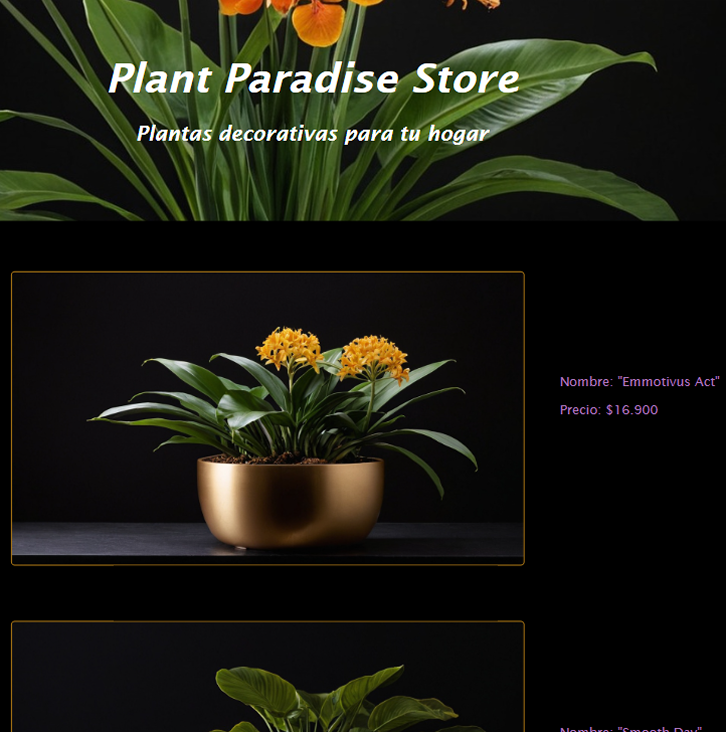 Plant Paradise Store
Plantas decorativas para tu hogar
Nombre: "Emmotivus Act"
Precio: $16.900
Nombre: "Smooth Day"